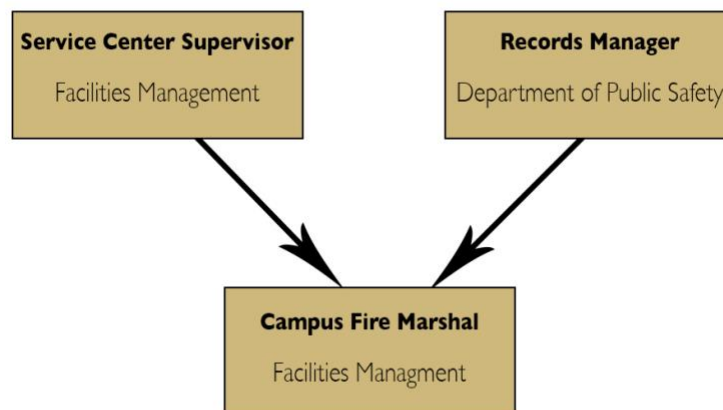 Service Center Supervisor
Facilities Management
Records Manager
Department of Public Safety
Campus Fire Marshal
Facilities Managment